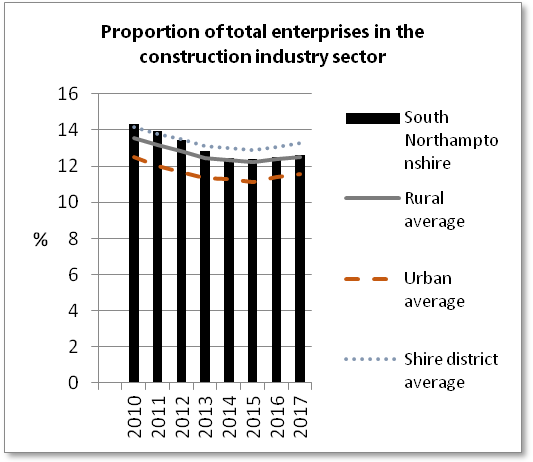 Proportion of total enterprises in the
construction industry sector
16
14
12
10
8
6
4
2
0
%
2010
2011
2012
2013
2014
2015
2016
2017
South
Northampto
nshire
Rural
average
Urban
average
Shire district
average